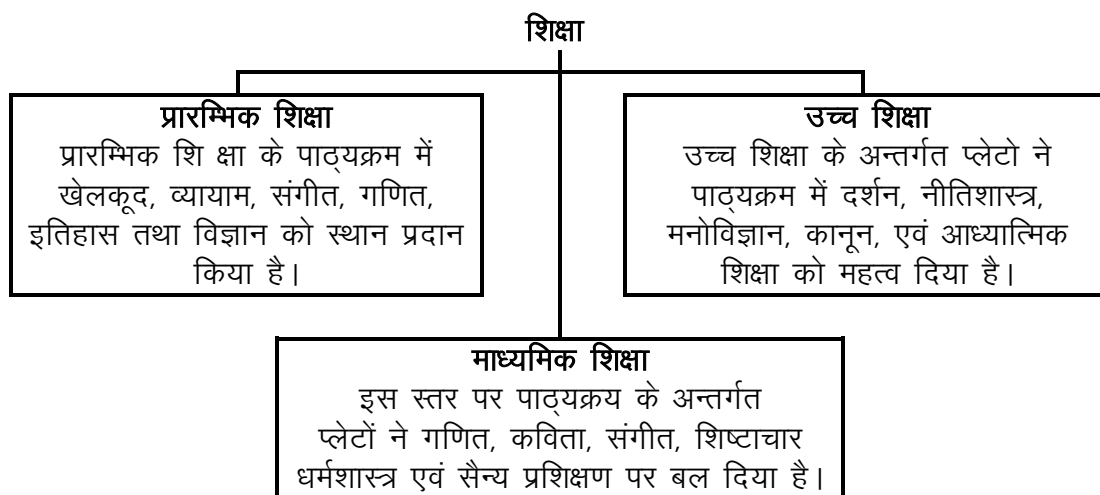 शिक्षा
प्रारम्भिक शिक्षा
प्रारम्भिक शि क्षा के पाठ्यक्रम में
खेलकूद, व्यायाम, संगीत, गणित,
इतिहास तथा विज्ञान को स्थान प्रदान
किया है।
उच्च शिक्षा
उच्च शिक्षा के अन्तर्गत प्लेटो ने
पाठ्यक्रम में दर्शन, नीतिशास्त्र,
मनोविज्ञान, कानून, एवं आध्यात्मिक
शिक्षा को महत्व दिया है।
माध्यमिक शिक्षा
इस स्तर पर पाठ्यक्रय के अन्तर्गत
प्लेटों ने गणित, कविता, संगीत, शिष्टाचार
धर्मशास्त्र एवं सैन्य प्रशिक्षण पर बल दिया है।